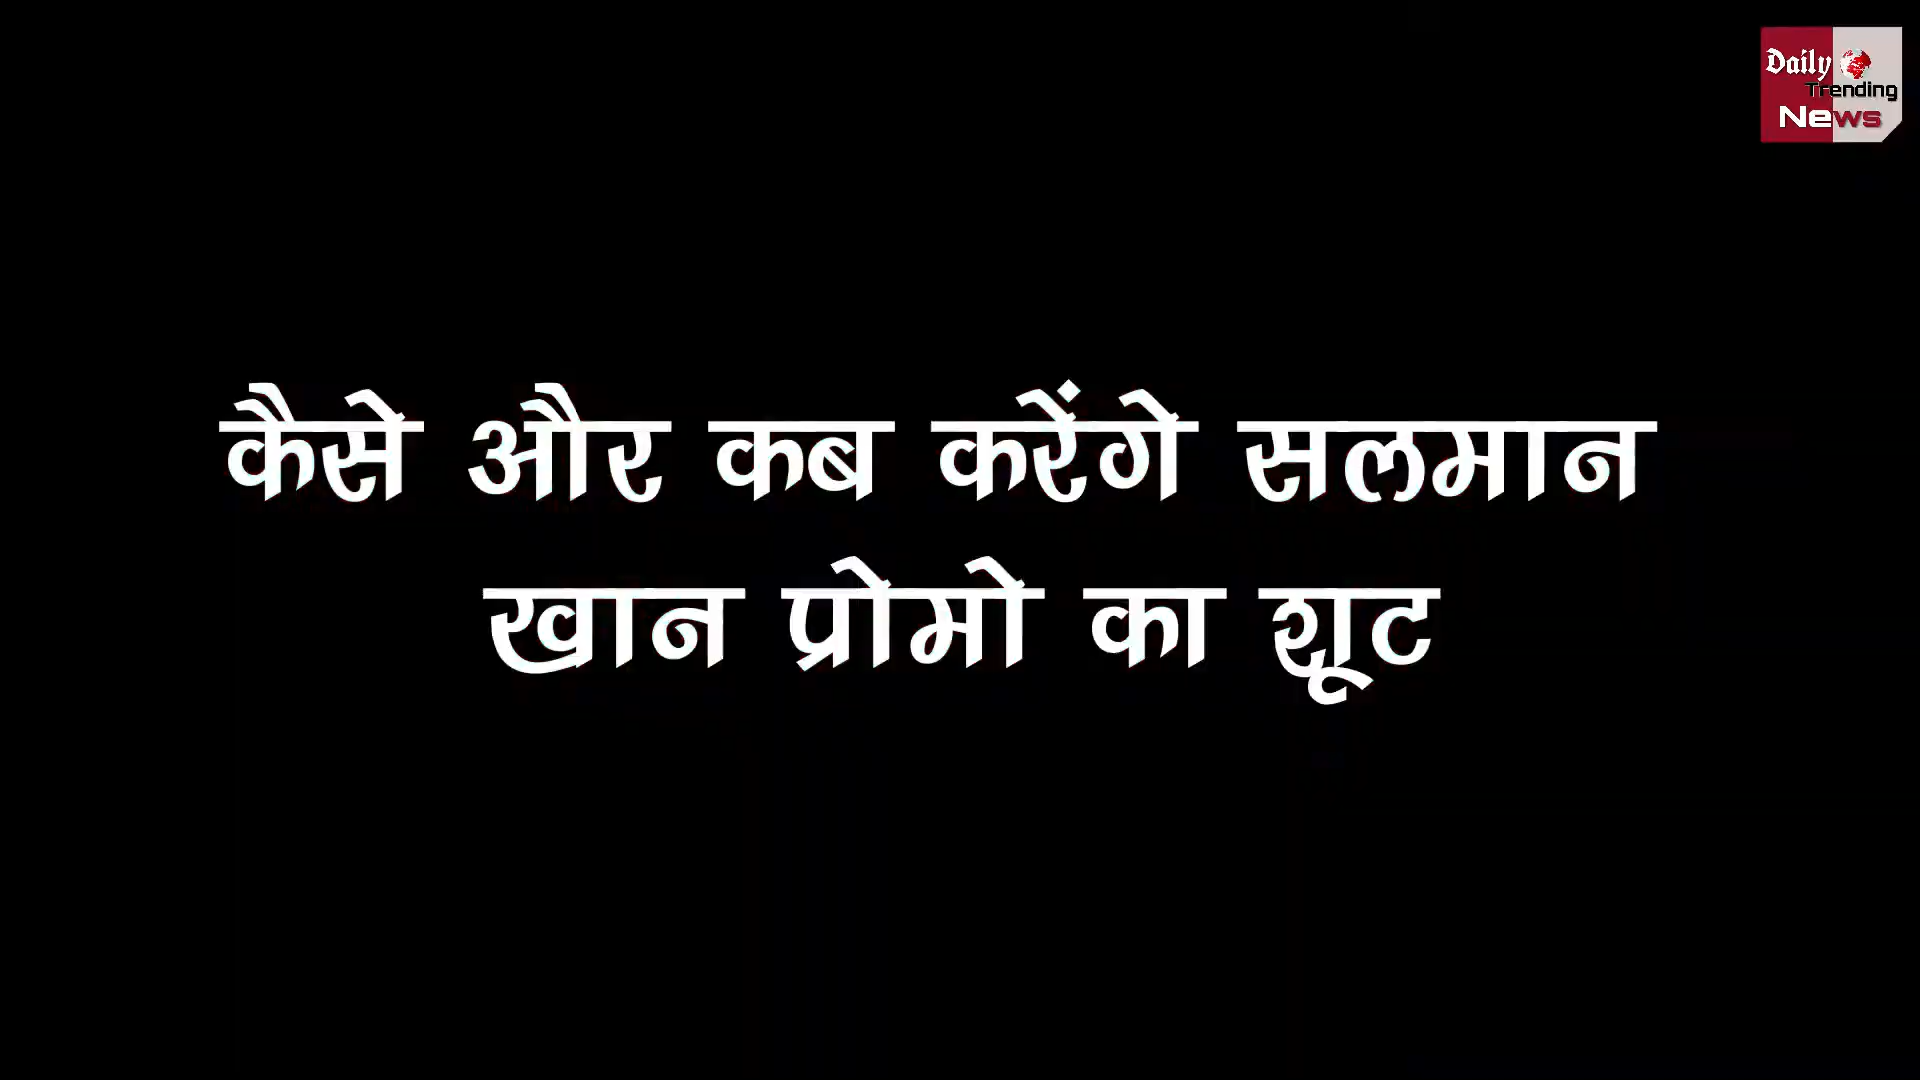 Daily
Trending
News
कैसे और कब करेंगे सलमान
खान प्रोमो का शूट